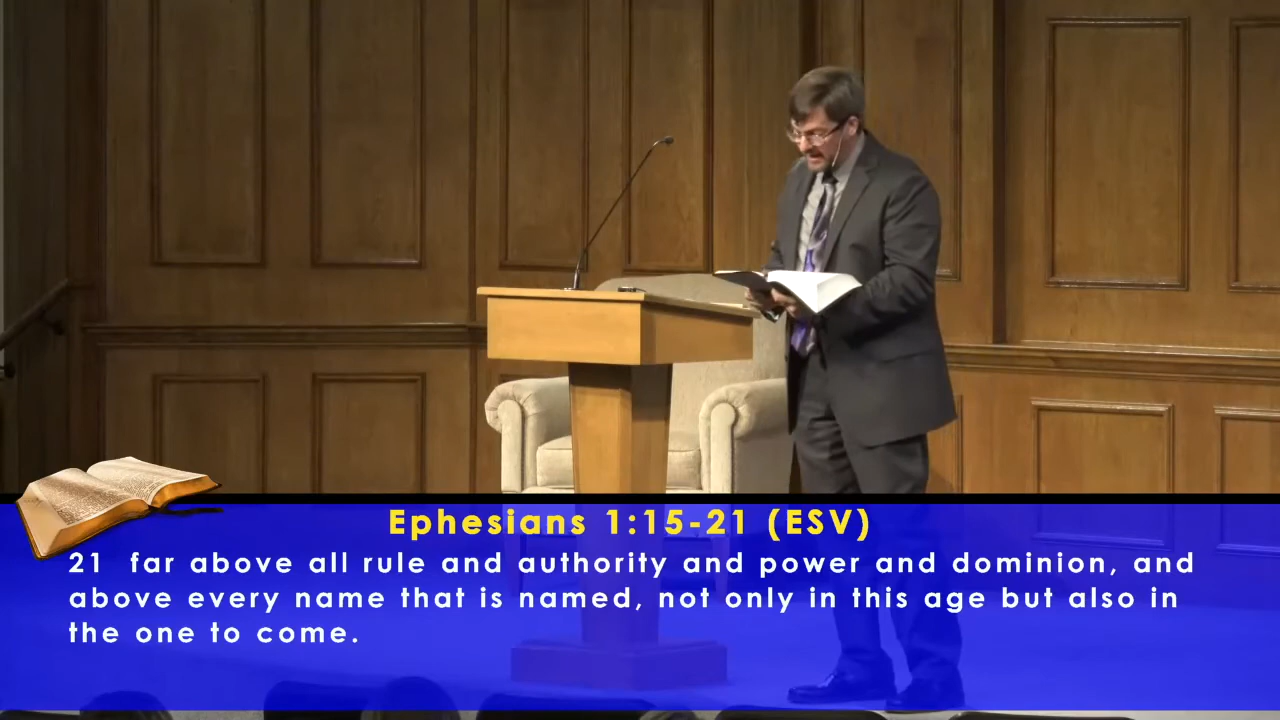 Ephesians 1:15-21 (ESV)
21 far above all rule and authority and power and dominion, and
above every name that is named, not only in this age but also in
the one to come.